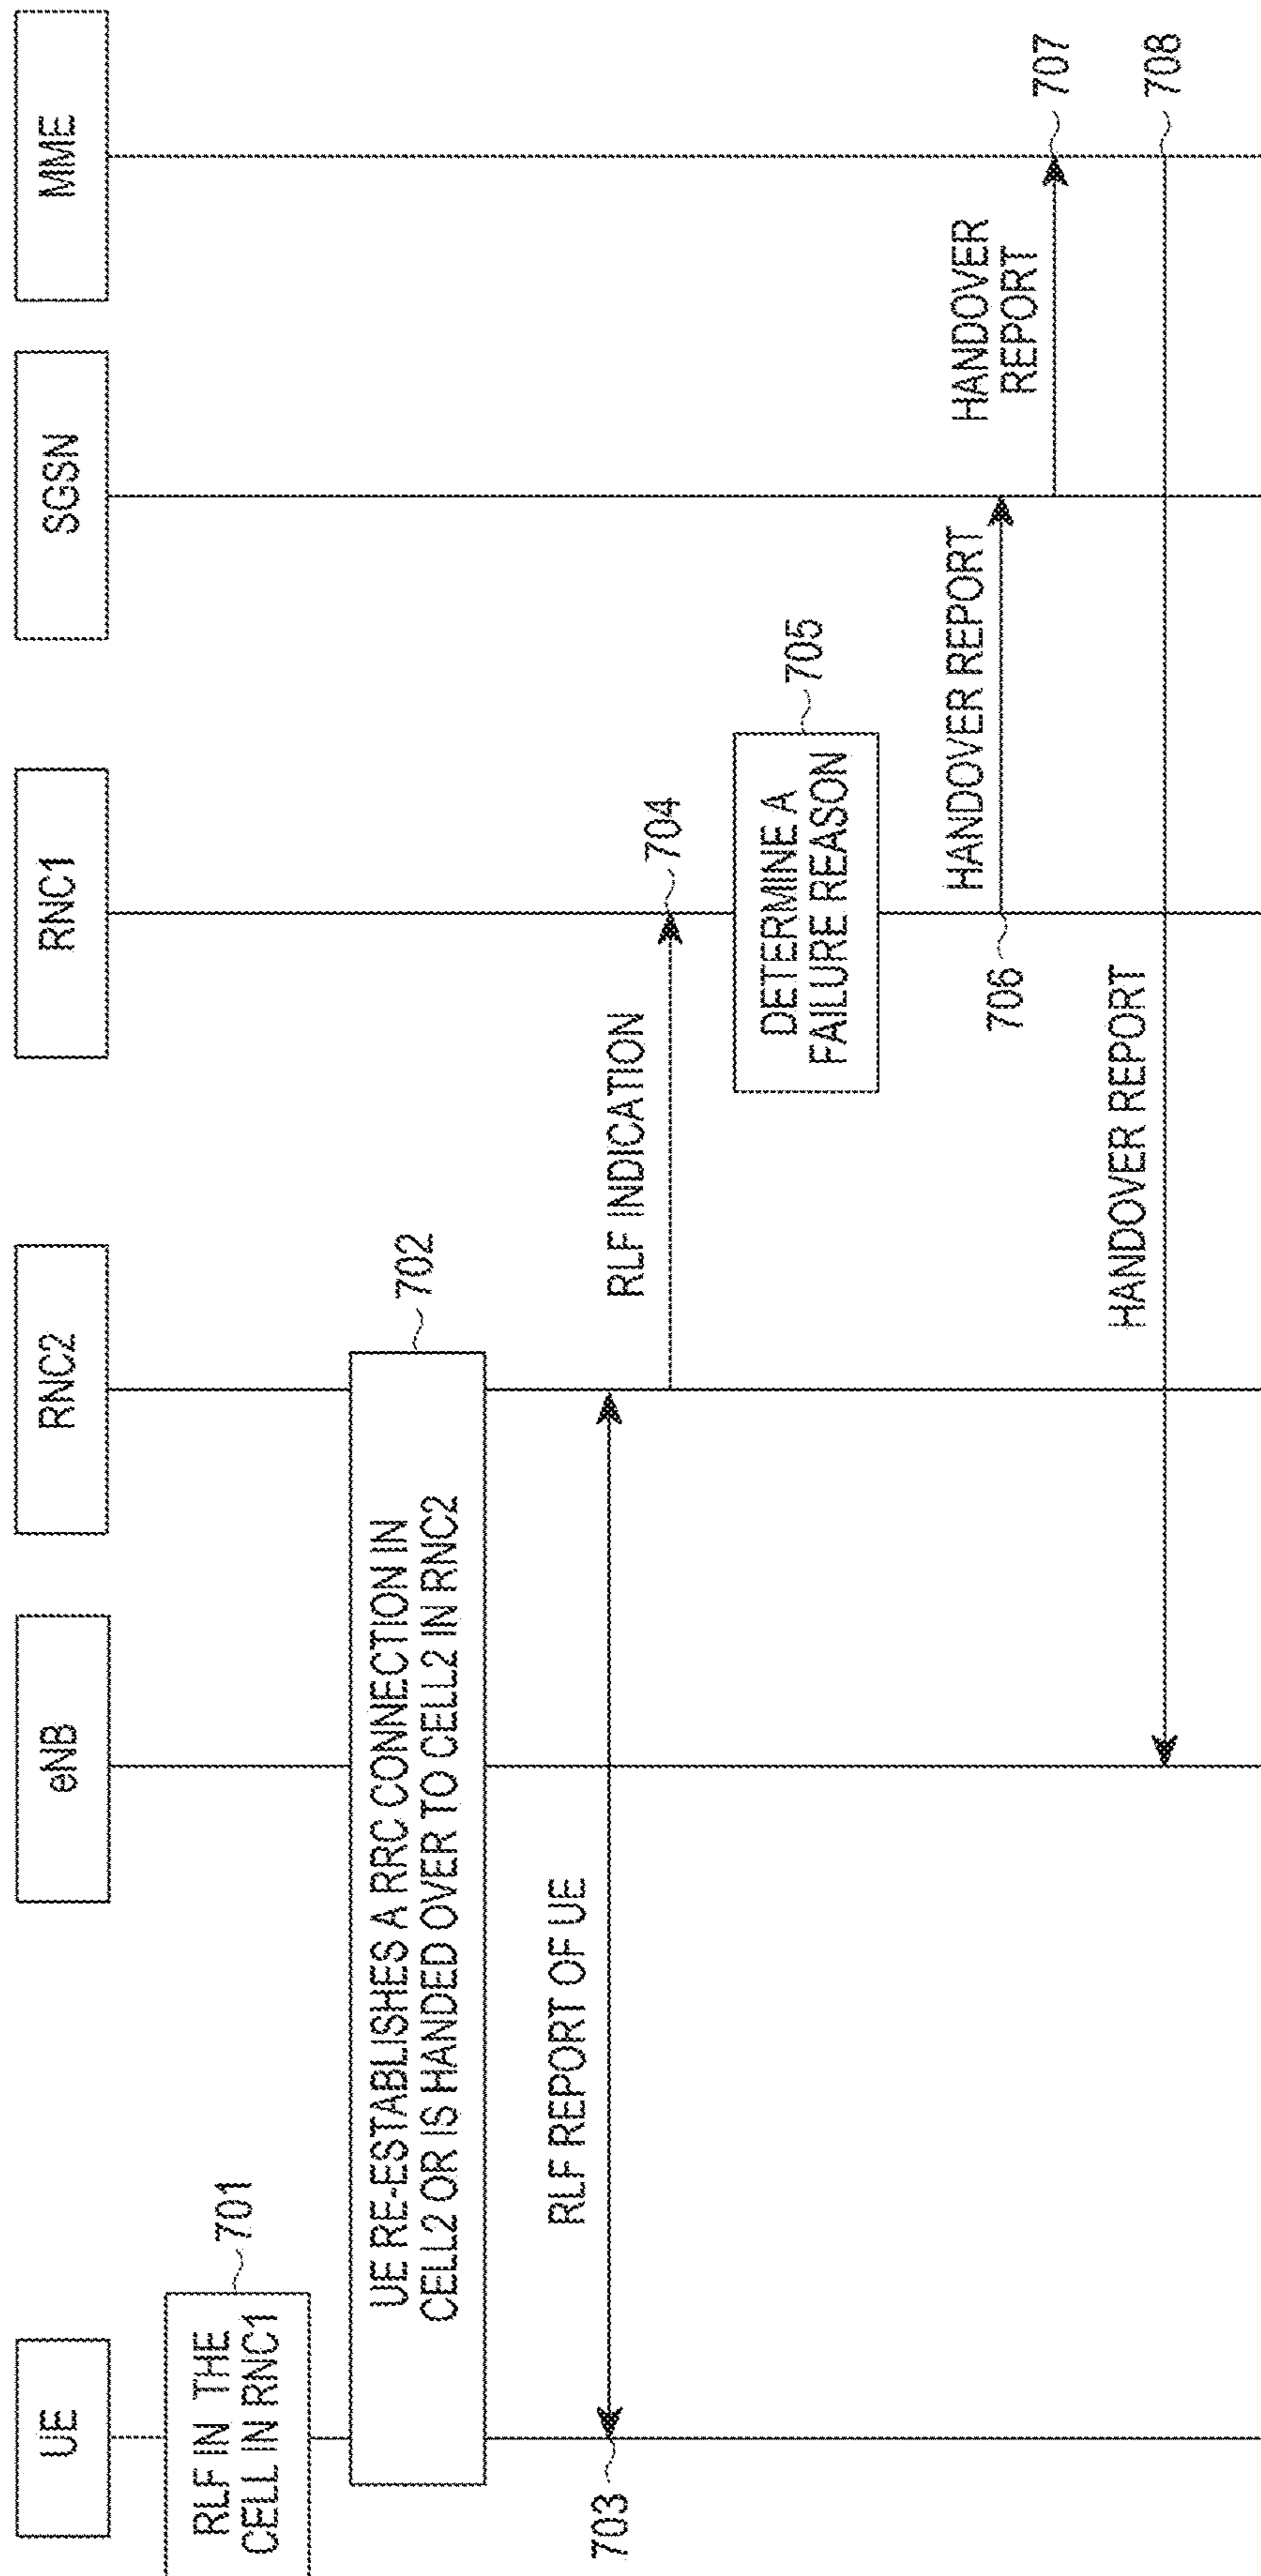 UE
eNB
RNC2
RNC1
SGSN
MME
RLF IN THE
CELL IN RNC1
701
UE RE-ESTABLISHES A RRC CONNECTION IN
CELL2 OR IS HANDED OVER TO CELL2 IN RNC2
702
RLF REPORT OF UE
703
RLF INDICATION
704
DETERMINE A
FAILURE REASON
705
HANDOVER REPORT
706
HANDOVER
REPORT
707
HANDOVER REPORT
708